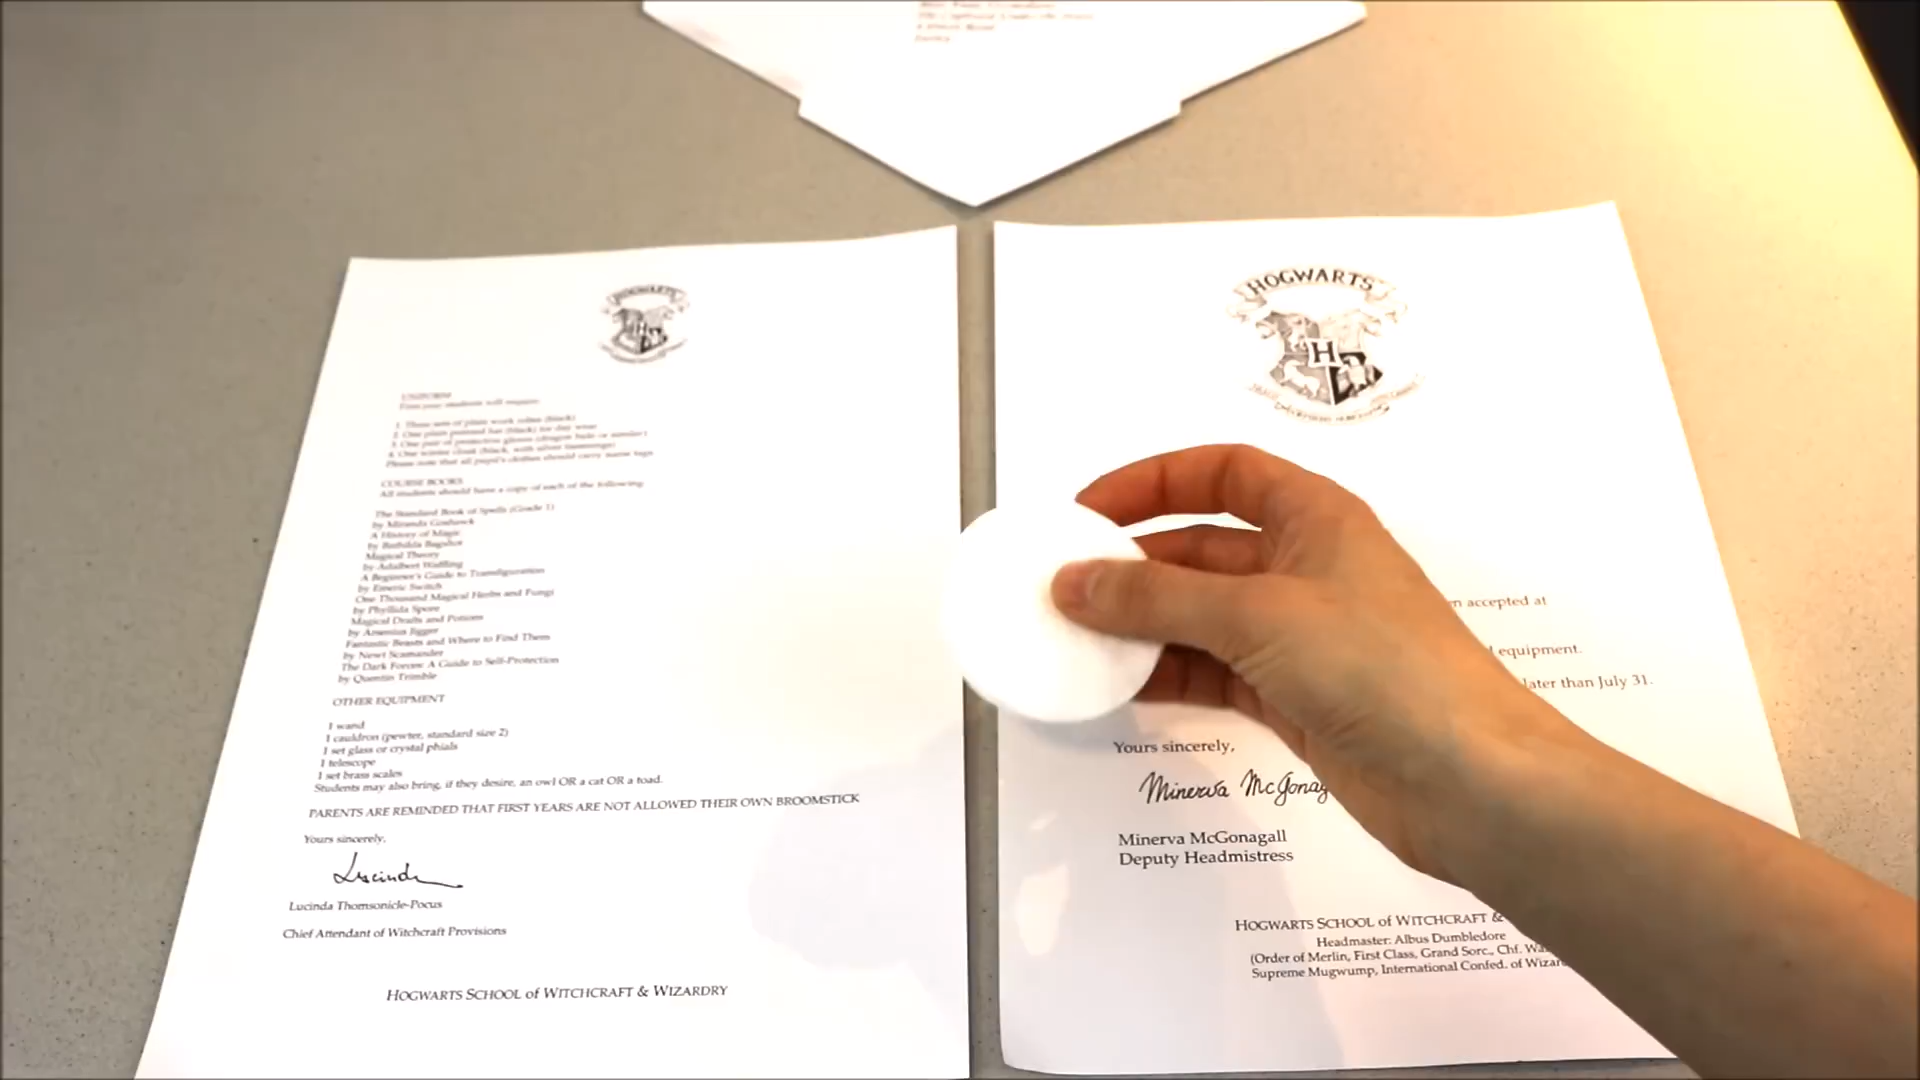 HOGWARTS
UNIFORM
First year students will require:
1. Three sets of plain work robes (black)
2. One plain pointed hat (black) for day wear
3. One pair of protective gloves (dragon hide or similar)
4. One winter cloak (black, with silver fastenings)
Please note that all pupil's clothes should carry name tags
COURSE BOOKS
All students should have a copy of each of the following:
The Standard Book of Spells (Grade 1)
by Miranda Goshawk
A History of Magic
by Bathilda Bagshot
Magical Theory
by Adalbert Waffling
A Beginner's Guide to Transfiguration
by Emeric Switch
One Thousand Magical Herbs and Fungi
by Phyllida Spore
Magical Drafts and Potions
by Arsenius Jigger
Fantastic Beasts and Where to Find Them
by Newt Scamander
The Dark Forces: A Guide to Self-Protection
by Quentin Trimble
OTHER EQUIPMENT
1 wand
1 cauldron (pewter, standard size 2)
1 set glass or crystal phials
1 telescope
1 set brass scales
Students may also bring, if they desire, an owl OR a cat OR a toad.
PARENTS ARE REMINDED THAT FIRST YEARS ARE NOT ALLOWED THEIR OWN BROOMSTICK
Yours sincerely,
Lucinda
Lucinda Thomsonicle-Pocus
Chief Attendant of Witchcraft Provisions
HOGWARTS SCHOOL of WITCHCRAFT & WIZARDRY
HOGWARTS
H
accepted at
equipment.
later than July 31.
Yours sincerely,
Minerva McGonag
Minerva McGonagall
Deputy Headmistress
HOGWARTS SCHOOL of WITCHCRAFT &
Headmaster: Albus Dumbledore
(Order of Merlin, First Class, Grand Sorc., Chf.
Supreme Mugwump, International Confed. of